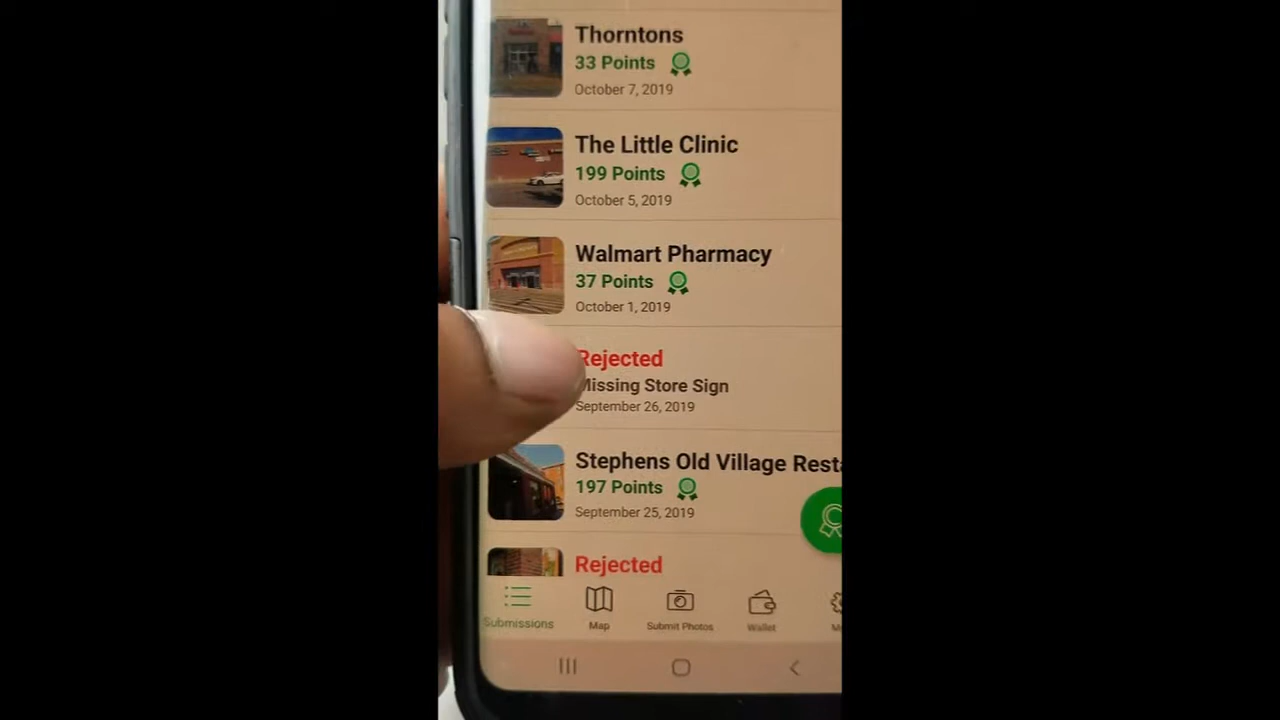 Thorntons
33 Points
October 7, 2019
The Little Clinic
199 Points
October 5, 2019
Walmart Pharmacy
37 Points
October 1, 2019
Rejected
Missing Store Sign
September 26, 2019
Stephens Old Village Resta
197 Points
September 25, 2019
Rejected
Submissions
Map
Submit Photos
Wallet